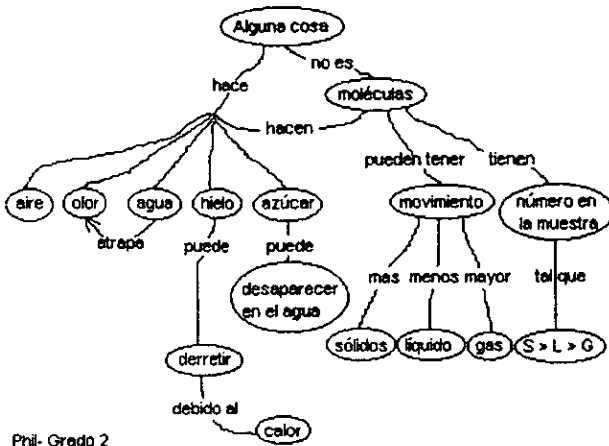 Alguna cosa
no es
hace
moléculas
hacen
pueden tener
tienen
aire
olor
agua
hielo
azúcar
movimiento
número en
la muestra
atrapa
puede
puede
mas
menos
mayor
tal que
desaparecer
en el agua
derretir
sólidos
líquido
gas
S > L > G
debido al
calor
Phil- Grado 2